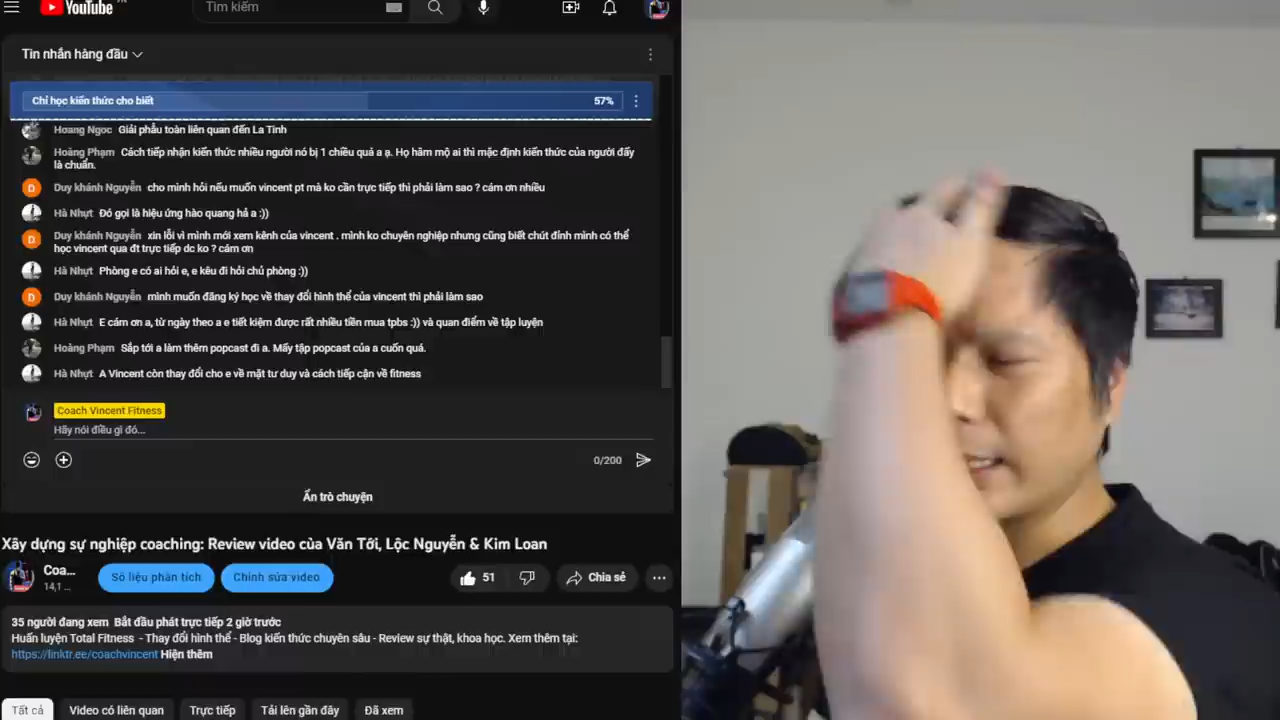 YouTube
Tìm kiếm
Tin nhắn hàng đầu
Chỉ học kiến thức cho biết 57%
Hoang Ngoc Giải phẫu toàn liên quan đến La Tinh
Hoàng Phạm Cách tiếp nhận kiến thức nhiều người nó bị 1 chiều quá a ạ. Họ hâm mộ ai thì mặc định kiến thức của người đấy
là chuẩn.
Duy khánh Nguyễn cho mình hỏi nếu muốn vincent pt mà ko cần trực tiếp thì phải làm sao ? cám ơn nhiều
Hà Nhựt Đó gọi là hiệu ứng hào quang hả a :))
Duy khánh Nguyễn xin lỗi vì mình mới xem kênh của vincent . mình ko chuyên nghiệp nhưng cũng biết chút đỉnh mình có thể
học vincent qua đt trực tiếp dc ko ? cám ơn
Hà Nhựt Phòng e có ai hỏi e, e kêu đi hỏi chủ phòng :))
Duy khánh Nguyễn mình muốn đăng ký học về thay đổi hình thể của vincent thì phải làm sao
Hà Nhựt E cám ơn a, từ ngày theo a e tiết kiệm được rất nhiều tiền mua tpbs :)) và quan điểm về tập luyện
Hoàng Phạm Sắp tới a làm thêm popcast đi a. Mấy tập popcast của a cuốn quá.
Hà Nhựt A Vincent còn thay đổi cho e về mặt tư duy và cách tiếp cận về fitness
Coach Vincent Fitness
Hãy nói điều gì đó...
0/200
Ẩn trò chuyện
Xây dựng sự nghiệp coaching: Review video của Văn Tới, Lộc Nguyễn & Kim Loan
Coa...
14,1 ...
Số liệu phân tích
Chỉnh sửa video
51
Chia sẻ
35 người đang xem Bắt đầu phát trực tiếp 2 giờ trước
Huấn luyện Total Fitness - Thay đổi hình thể - Blog kiến thức chuyên sâu - Review sự thật, khoa học. Xem thêm tại:
https://linktr.ee/coachvincent Hiện thêm
Tất cả
Video có liên quan
Trực tiếp
Tải lên gần đây
Đã xem